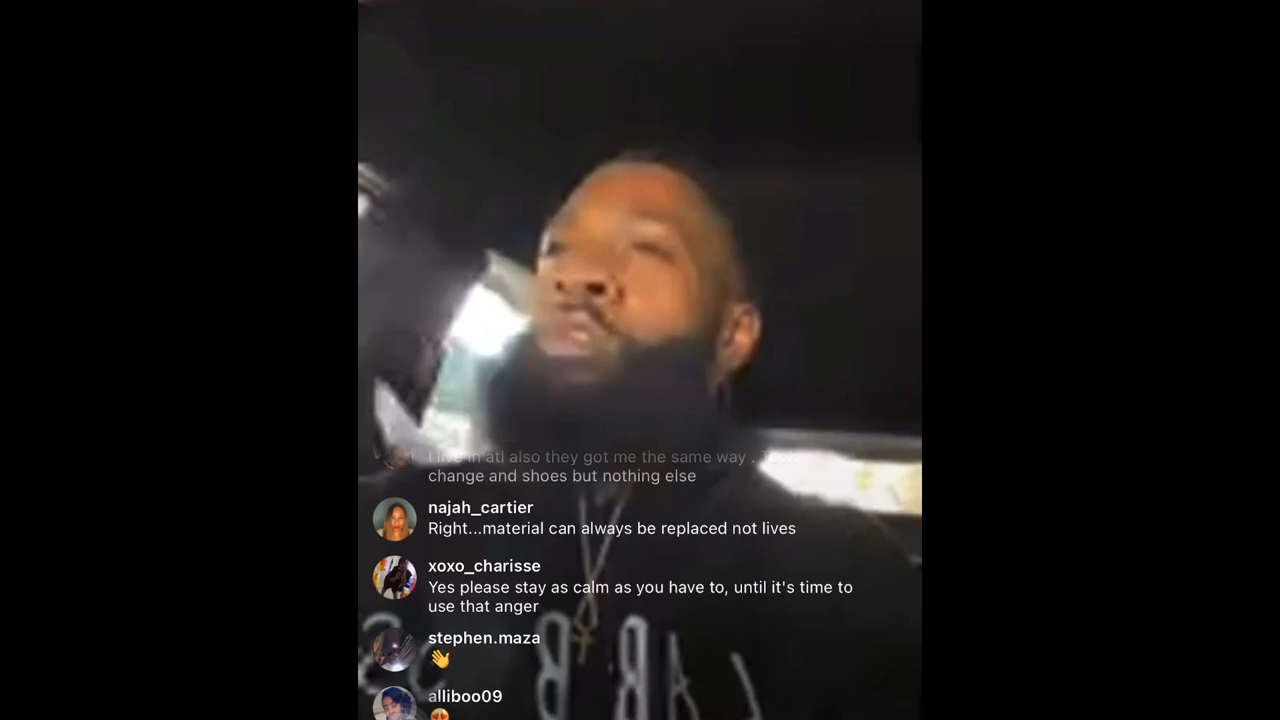 I live in atl also they got me the same way . Took
change and shoes but nothing else
najah_cartier
Right...material can always be replaced not lives
xoxo_charisse
Yes please stay as calm as you have to, until it's time to
use that anger
stephen.maza
👋
alliboo09
😍